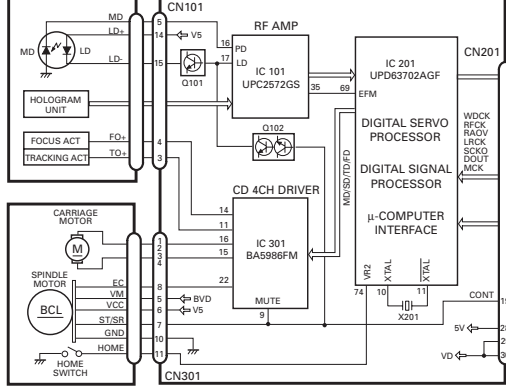 CN101
MD
LD+
LD-
MD
LD
5
14
15
V5
Q101
16
17
RF AMP
PD
LD
IC 101
UPC2572GS
35
69
EFM
IC 201
UPD63702AGF
CN201
HOLOGRAM
UNIT
DIGITAL SERVO
PROCESSOR
DIGITAL SIGNAL
PROCESSOR
µ-COMPUTER
INTERFACE
WDCK
RFCK
RAOV
LRCK
SCKO
DOUT
MCK
Q102
FOCUS ACT
TRACKING ACT
FO+
TO+
4
3
MD/SD/TD/FD
CD 4CH DRIVER
14
11
16
15
22
IC 301
BA5986FM
MUTE
9
CARRIAGE
MOTOR
M
1
2
3
4
SPINDLE
MOTOR
BCL
EC
VM
VCC
ST/SR
GND
HOME
8
5
6
7
10
11
BVD
V5
HOME
SWITCH
CN301
VR2
XTAL
XTAL
74
10
11
X201
CONT
5V
VD